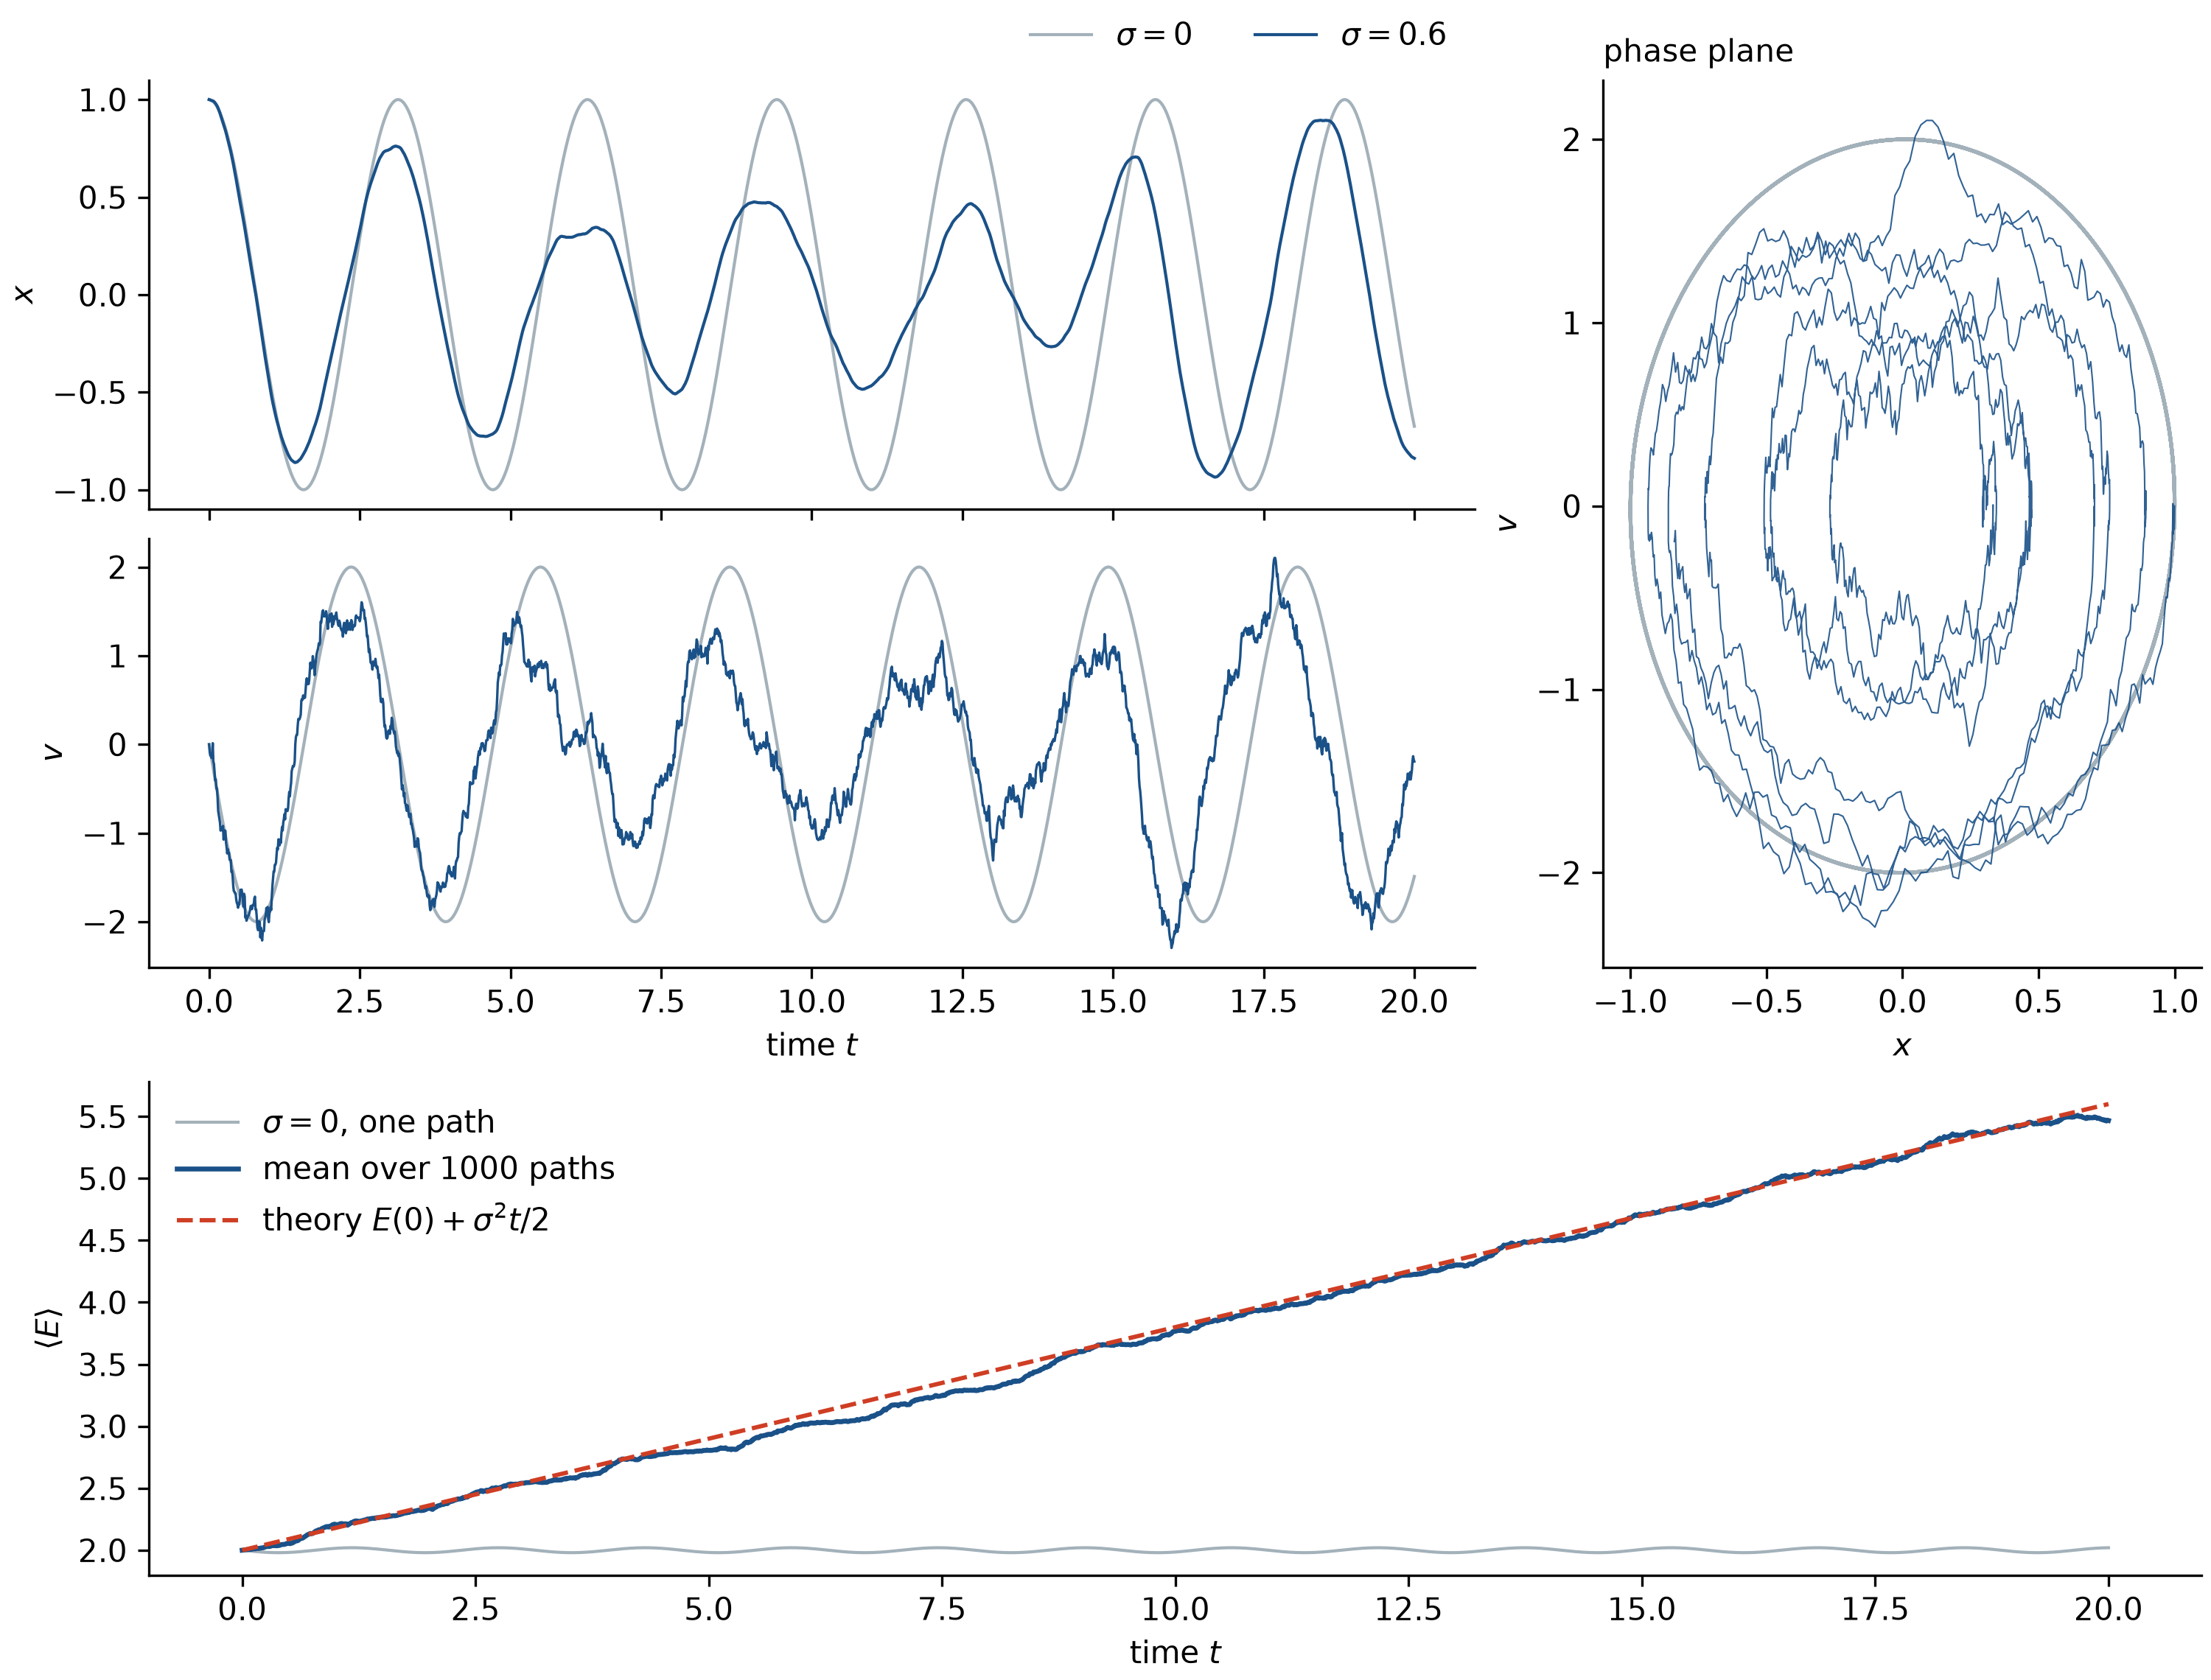 σ = 0 σ = 0.6
phase plane
1.0
0.5
0.0
−0.5
−1.0
x
2
1
0
−1
−2
v
0.0 2.5 5.0 7.5 10.0 12.5 15.0 17.5 20.0
time t
2
1
0
−1
−2
v
−1.0 −0.5 0.0 0.5 1.0
x
σ = 0, one path
mean over 1000 paths
theory E(0) + σ²t/2
5.5
5.0
4.5
4.0
3.5
3.0
2.5
2.0
⟨E⟩
0.0 2.5 5.0 7.5 10.0 12.5 15.0 17.5 20.0
time t